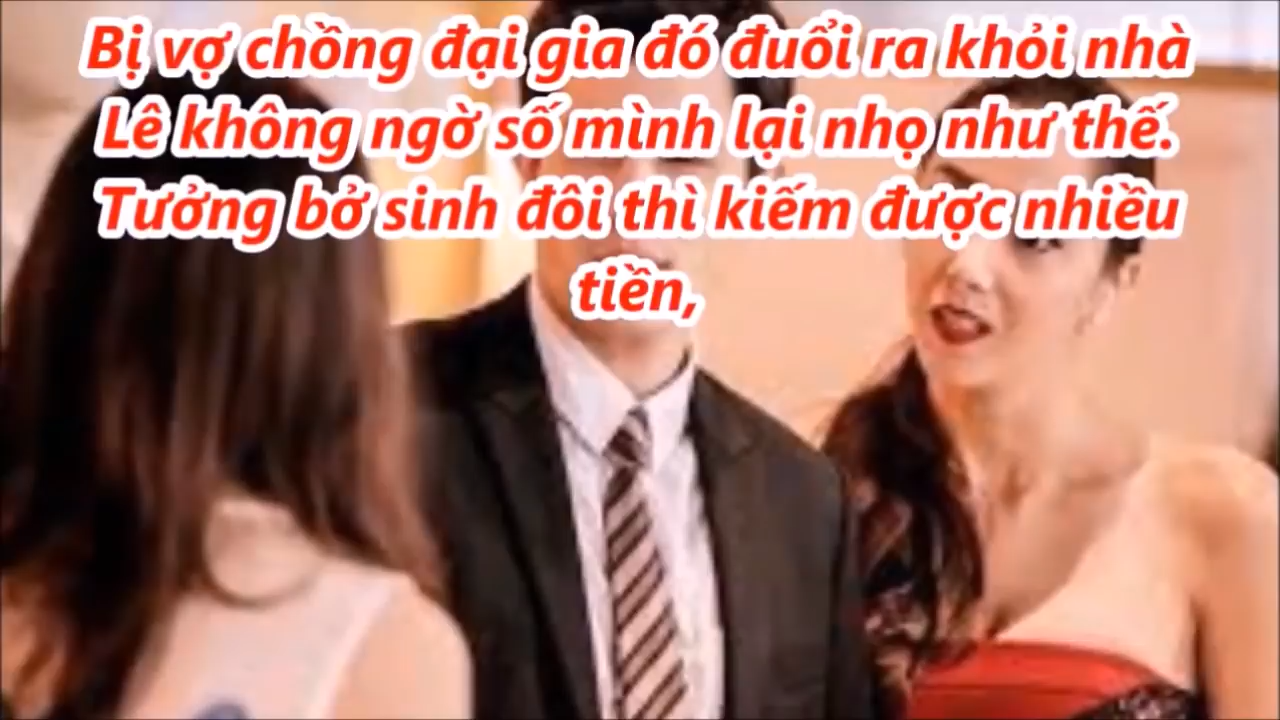 Bị vợ chồng đại gia đó đuổi ra khỏi nhà
Lê không ngờ số mình lại nhọ như thế.
Tưởng bở sinh đôi thì kiếm được nhiều
tiền,